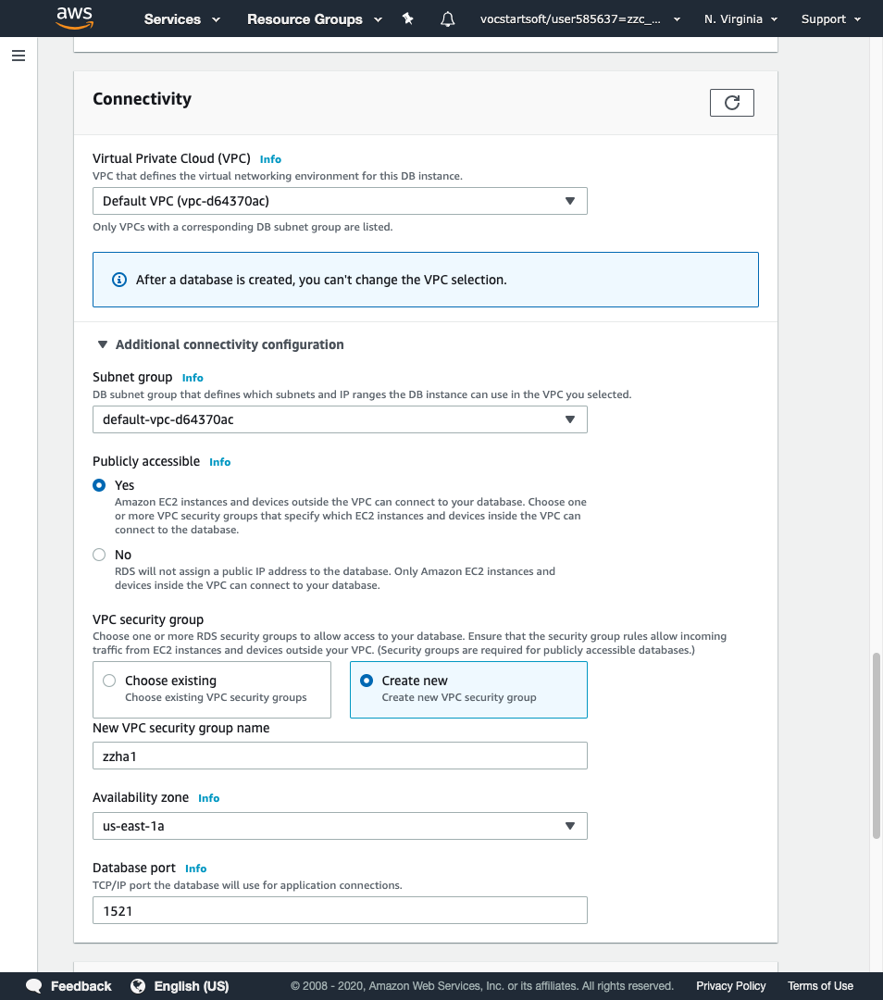 aws Services Resource Groups vocstartsoft/user585637=zzc_... N. Virginia Support
Connectivity
Virtual Private Cloud (VPC) Info
VPC that defines the virtual networking environment for this DB instance.
Default VPC (vpc-d64370ac)
Only VPCs with a corresponding DB subnet group are listed.
After a database is created, you can't change the VPC selection.
Additional connectivity configuration
Subnet group Info
DB subnet group that defines which subnets and IP ranges the DB instance can use in the VPC you selected.
default-vpc-d64370ac
Publicly accessible Info
Yes
Amazon EC2 instances and devices outside the VPC can connect to your database. Choose one
or more VPC security groups that specify which EC2 instances and devices inside the VPC can
connect to the database.
No
RDS will not assign a public IP address to the database. Only Amazon EC2 instances and
devices inside the VPC can connect to your database.
VPC security group
Choose one or more RDS security groups to allow access to your database. Ensure that the security group rules allow incoming
traffic from EC2 instances and devices outside your VPC. (Security groups are required for publicly accessible databases.)
Choose existing
Choose existing VPC security groups
Create new
Create new VPC security group
New VPC security group name
zzha1
Availability zone Info
us-east-1a
Database port Info
TCP/IP port the database will use for application connections.
1521
Feedback English (US) © 2008 - 2020, Amazon Web Services, Inc. or its affiliates. All rights reserved. Privacy Policy Terms of Use